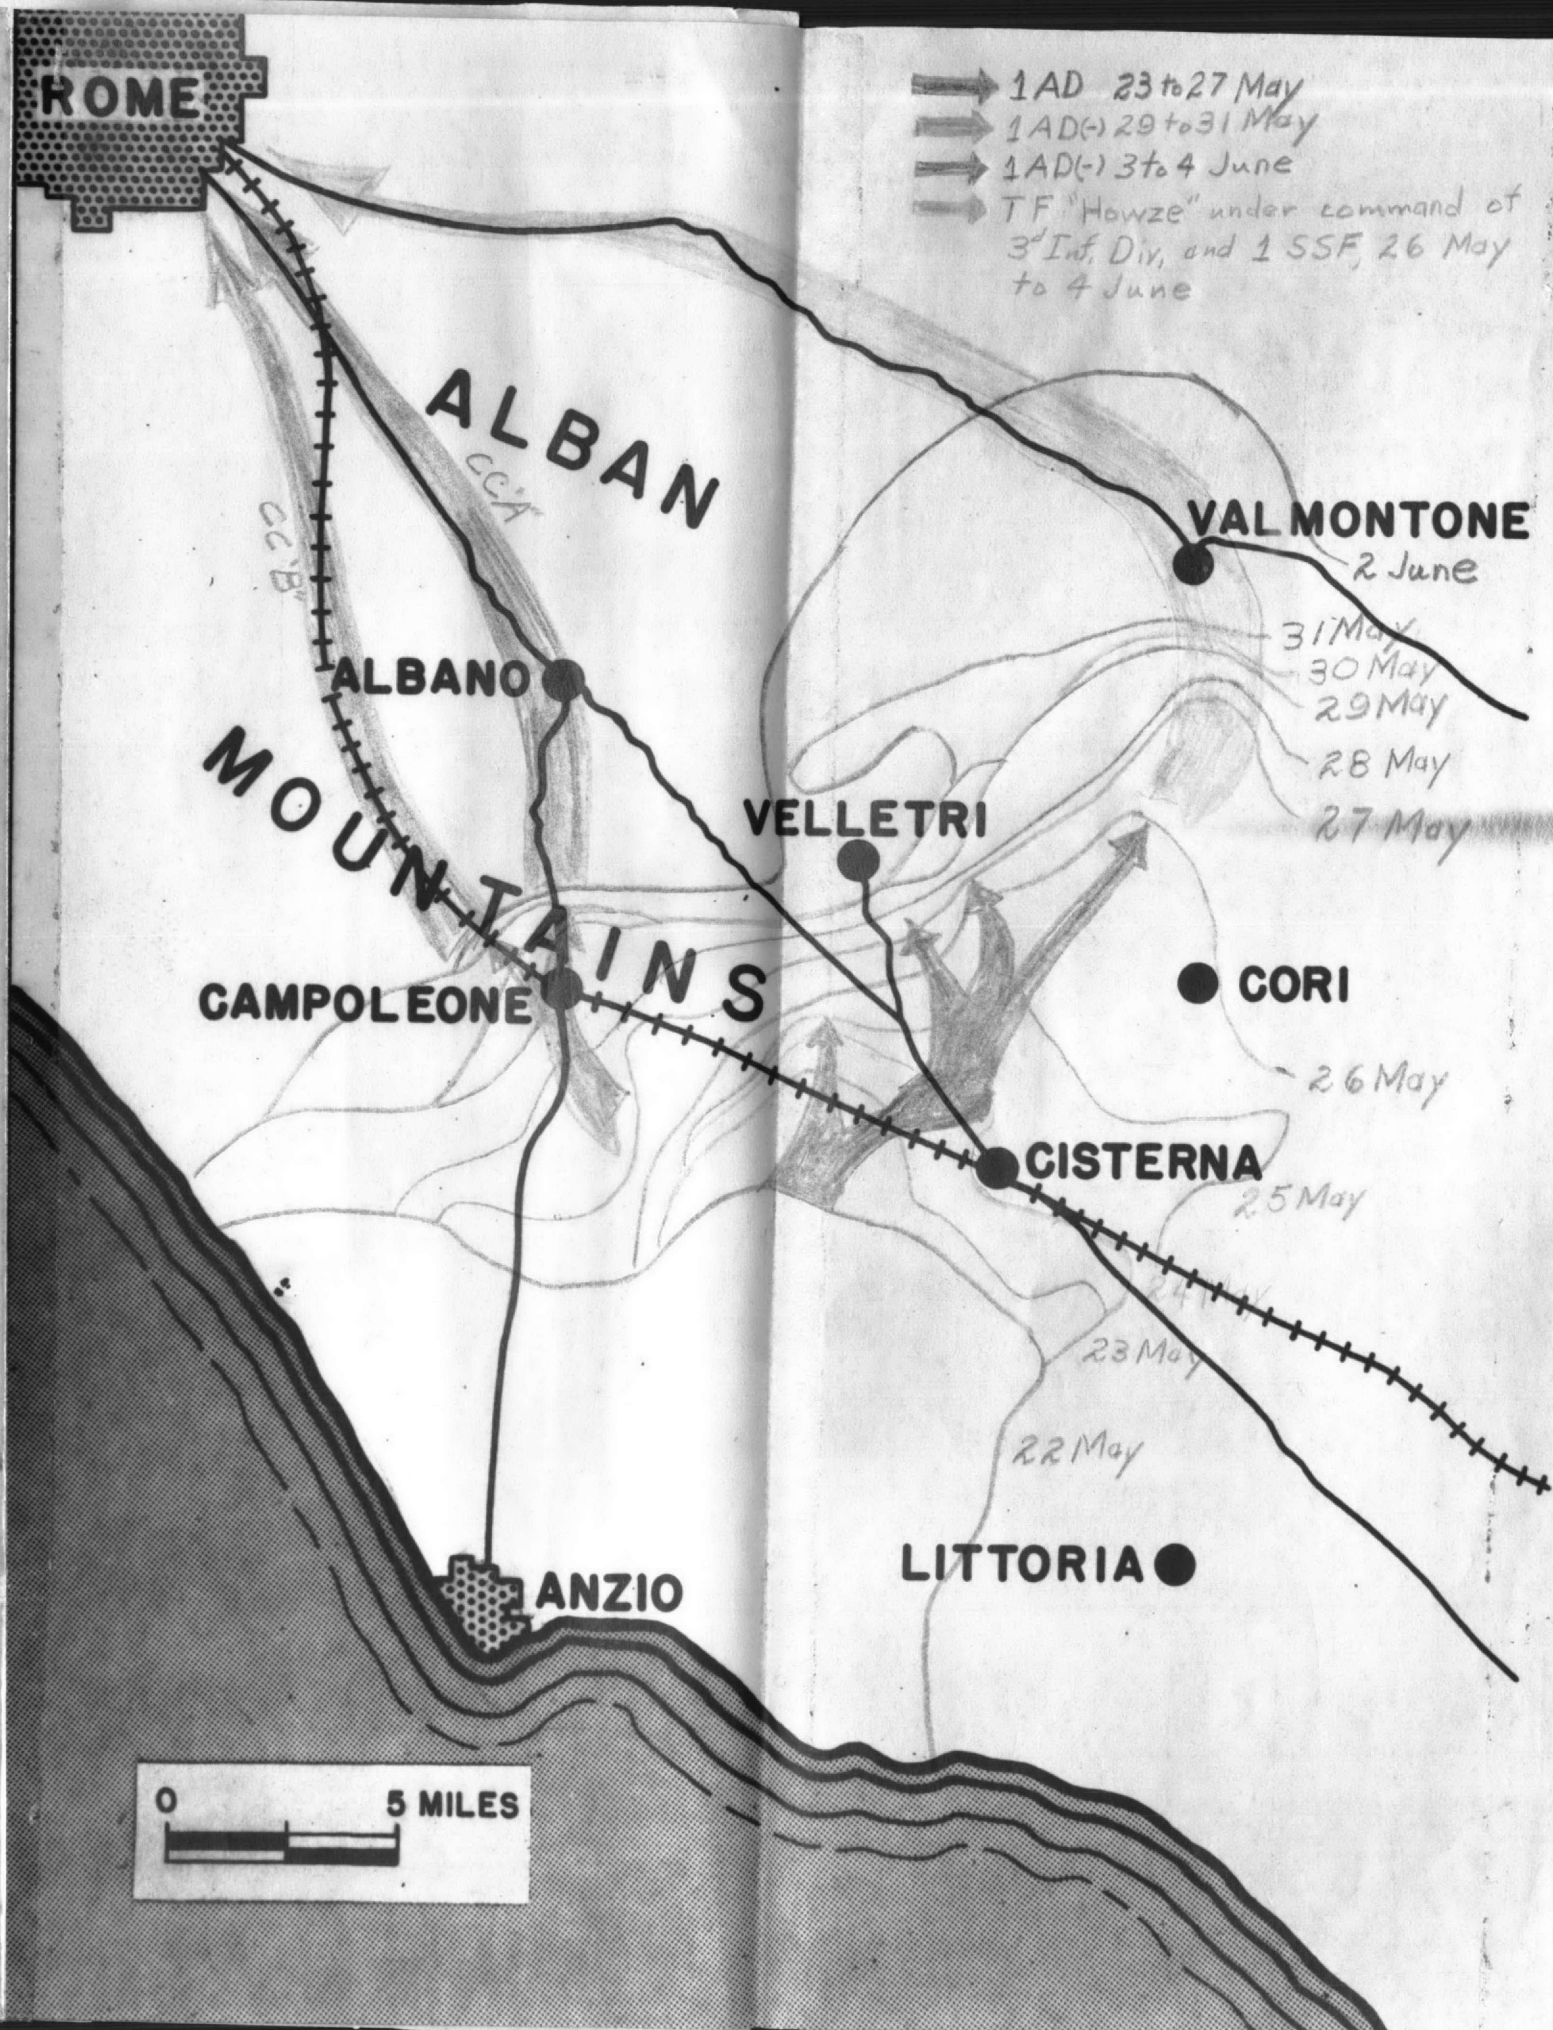 ROME
1AD 23 to 27 May
1AD(-) 29 to 31 May
1AD(-) 3 to 4 June
TF "Howze" under command of
3d Inf. Div, and 1 SSF, 26 May
to 4 June
ALBAN
CC"A"
CC"B"
VALMONTONE
2 June
31 May
30 May
29 May
28 May
27 May
ALBANO
MOUNTAINS
VELLETRI
CAMPOLEONE
CORI
26 May
CISTERNA
25 May
24 May
23 May
22 May
LITTORIA
ANZIO
0 5 MILES